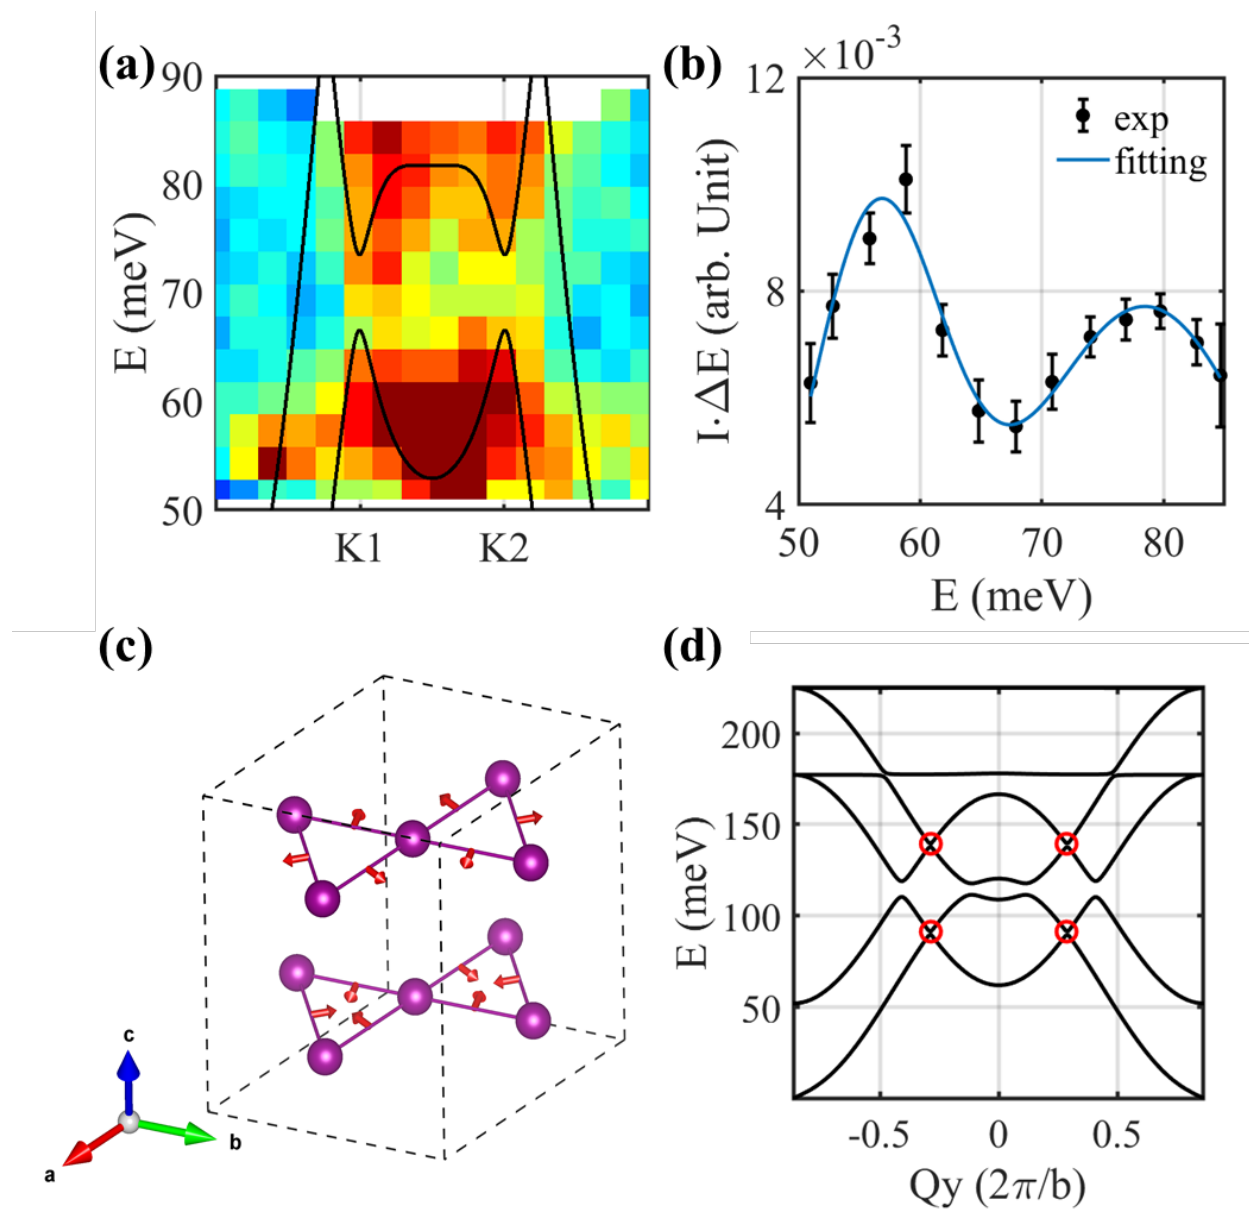 (a)
90
80
70
60
50
E (meV)
K1
K2
(b)
×10-3
12
8
4
I·ΔE (arb. Unit)
exp
fitting
50
60
70
80
E (meV)
(c)
c
b
a
(d)
200
150
100
50
E (meV)
-0.5
0
0.5
Qy (2π/b)